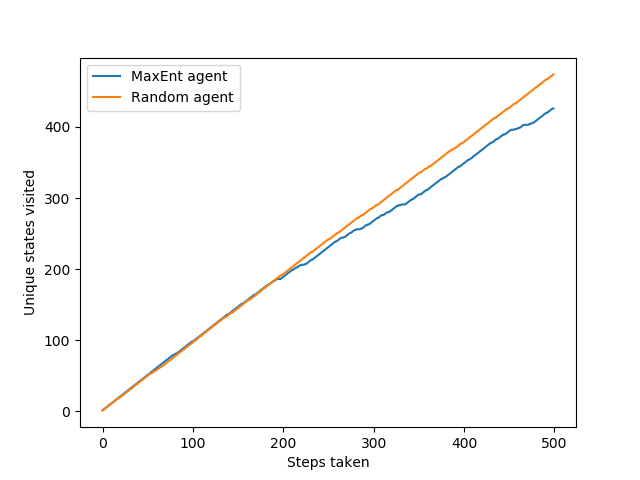 MaxEnt agent
Random agent
Unique states visited
400
300
200
100
0
0 100 200 300 400 500
Steps taken